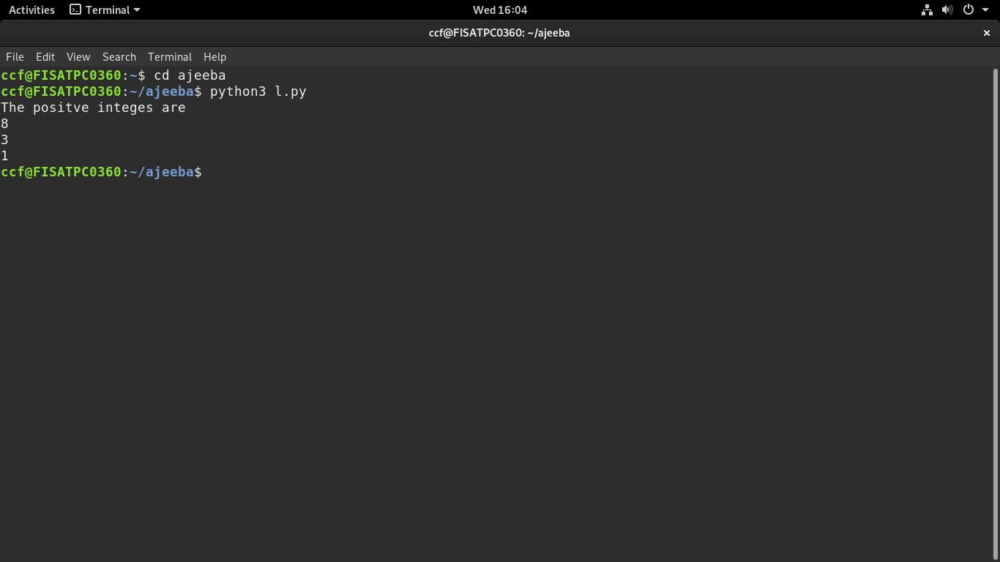 Activities Terminal Wed 16:04
ccf@FISATPC0360: ~/ajeeba ×
File Edit View Search Terminal Help
ccf@FISATPC0360:~$ cd ajeeba
ccf@FISATPC0360:~/ajeeba$ python3 l.py
The positve integes are
8
3
1
ccf@FISATPC0360:~/ajeeba$